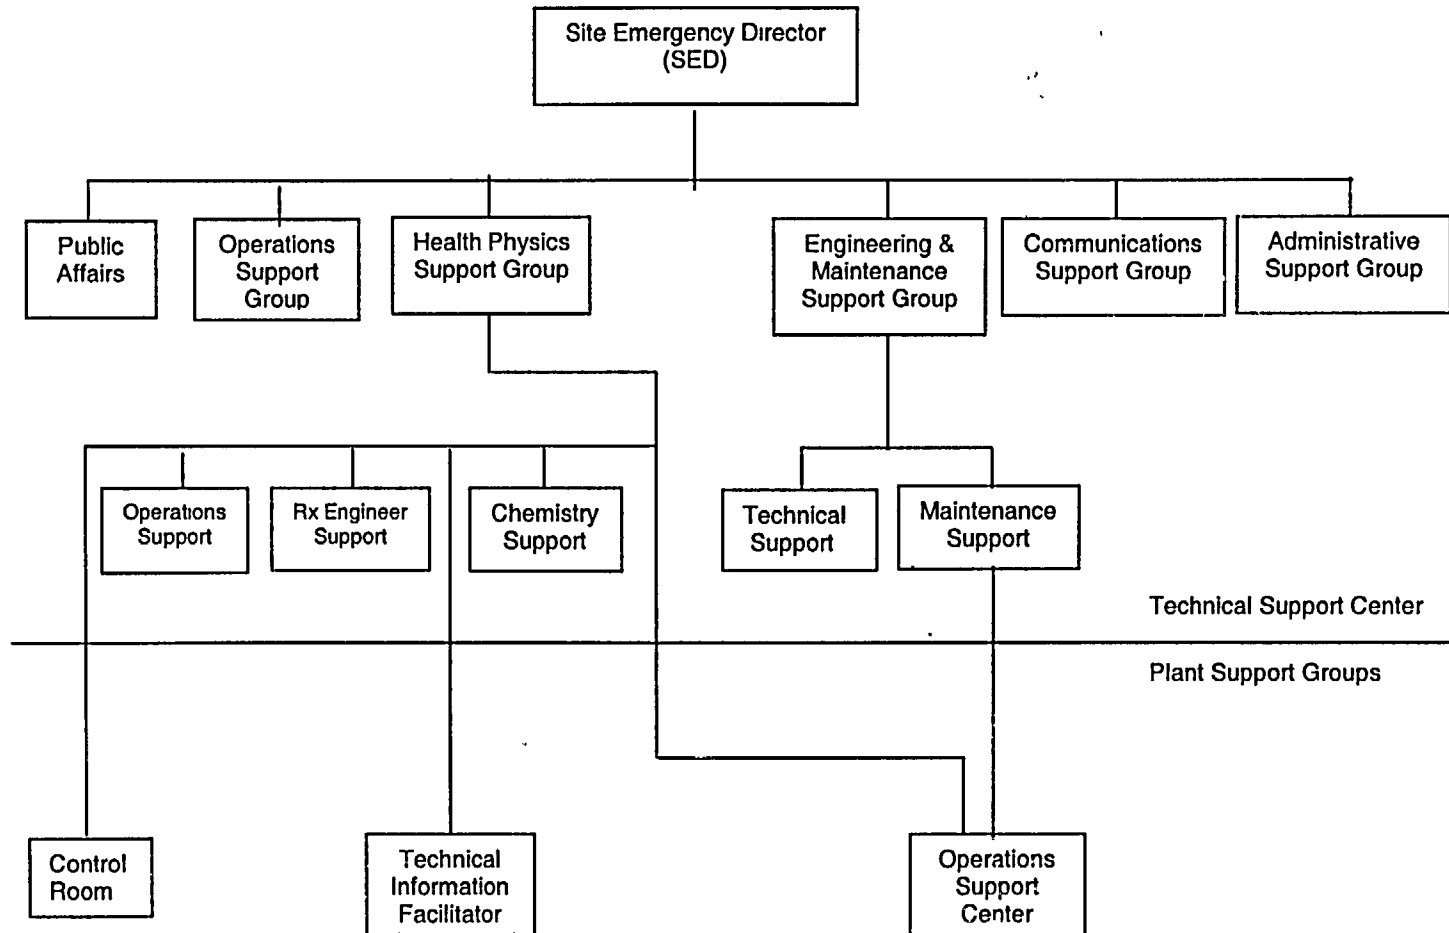 Site Emergency Director
(SED)
Public
Affairs
Operations
Support
Group
Health Physics
Support Group
Engineering &
Maintenance
Support Group
Communications
Support Group
Administrative
Support Group
Operations
Support
Rx Engineer
Support
Chemistry
Support
Technical
Support
Maintenance
Support
Technical Support Center
Plant Support Groups
Control
Room
Technical
Information
Facilitator
Operations
Support
Center